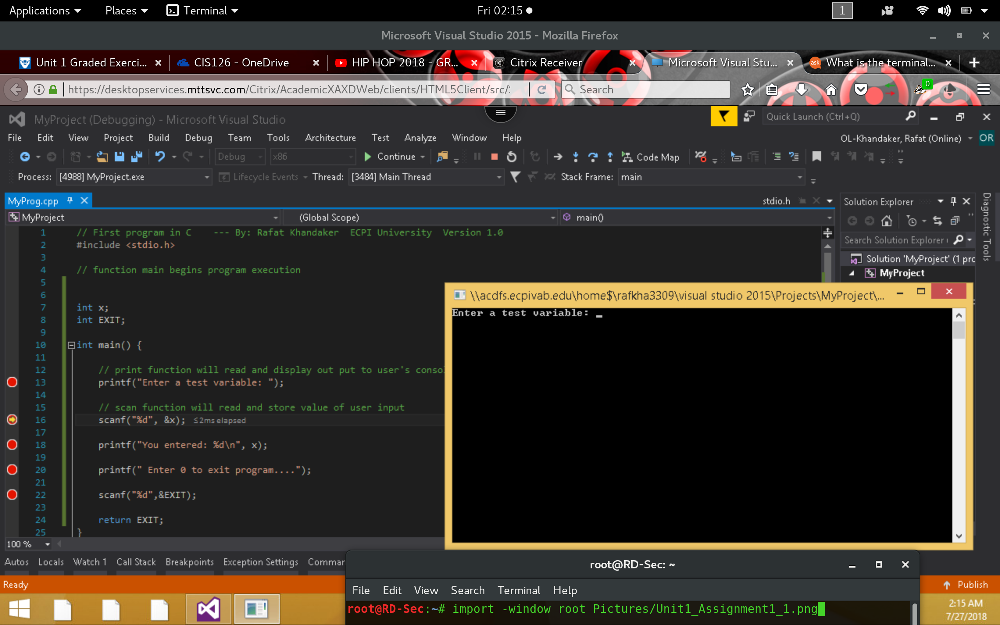 Applications Places Terminal Fri 02:15 1
Microsoft Visual Studio 2015 - Mozilla Firefox
Unit 1 Graded Exerci... CIS126 - OneDrive HIP HOP 2018 - GR... Citrix Receiver Microsoft Visual Stu... ask What is the terminal...
https://desktopservices.mttsvc.com/Citrix/AcademicXAXDWeb/clients/HTML5Client/src/ Search 0
MyProject (Debugging) - Microsoft Visual Studio Quick Launch (Ctrl+Q)
File Edit View Project Build Debug Team Tools Architecture Test Analyze Window Help OL-Khandaker, Rafat (Online) OR
Debug x86 Continue Code Map
Process: [4988] MyProject.exe Lifecycle Events Thread: [3484] Main Thread Stack Frame: main
MyProg.cpp stdio.h Solution Explorer
MyProject (Global Scope) main()
Diagnostic Tools
Search Solution Explorer
Solution 'MyProject' (1 prc
MyProject
1 // First program in C --- By: Rafat Khandaker ECPI University Version 1.0
2 #include <stdio.h>
3
4 // function main begins program execution
5
6
7 int x;
8 int EXIT;
9
10 int main() {
11
12 // print function will read and display out put to user's consol
13 printf("Enter a test variable: ");
14
15 // scan function will read and store value of user input
16 scanf("%d", &x); ≤2ms elapsed
17
18 printf("You entered: %d\n", x);
19
20 printf(" Enter 0 to exit program....");
21
22 scanf("%d",&EXIT);
23
24 return EXIT;
25 }
\\acdfs.ecpivab.edu\home$\rafkha3309\visual studio 2015\Projects\MyProject\...
Enter a test variable: _
100 %
Autos Locals Watch 1 Call Stack Breakpoints Exception Settings Comman
Ready
Publish
root@RD-Sec: ~
File Edit View Search Terminal Help
root@RD-Sec:~# import -window root Pictures/Unit1_Assignment1_1.png
2:15 AM
7/27/2018